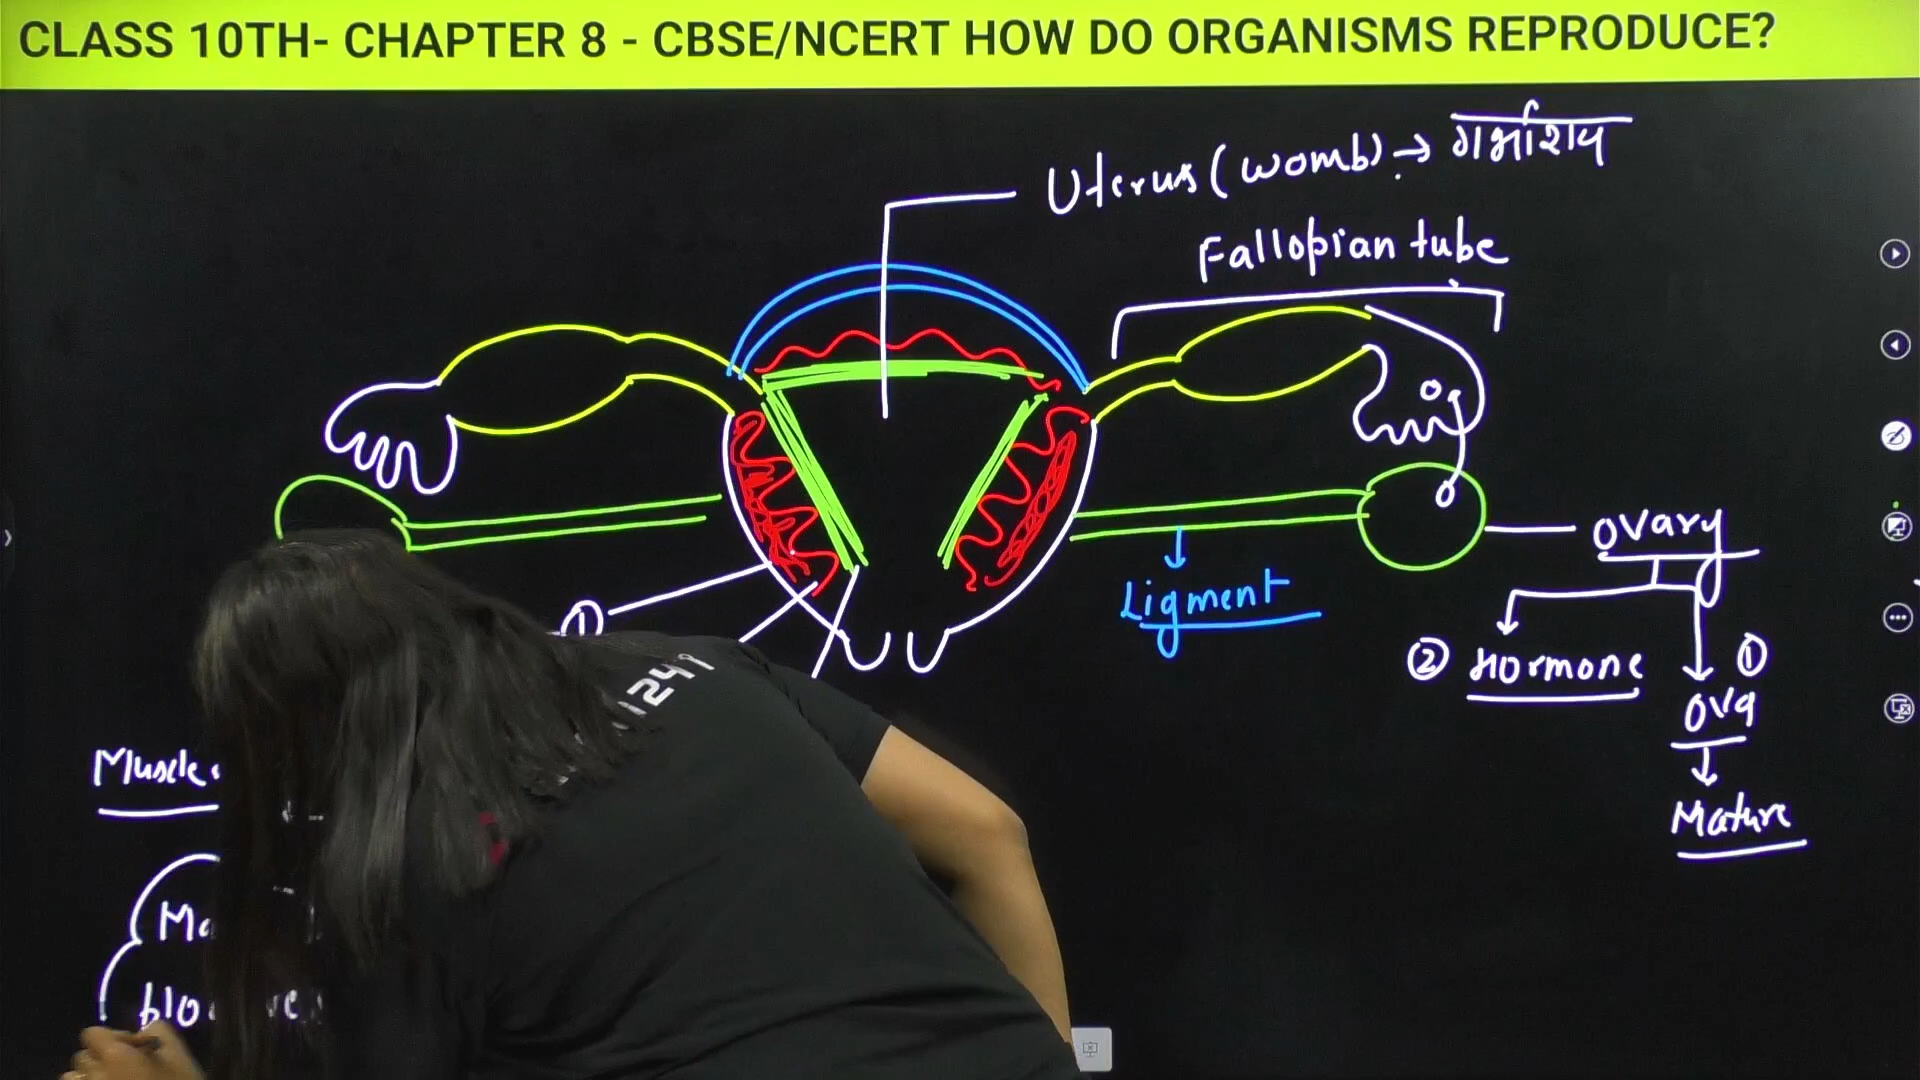 CLASS 10TH- CHAPTER 8 - CBSE/NCERT HOW DO ORGANISMS REPRODUCE?
Uterus (womb) → गर्भाशय
Fallopian tube
Ovary
Ligment
①
② Hormone
①
Ova
Mature
Muscle